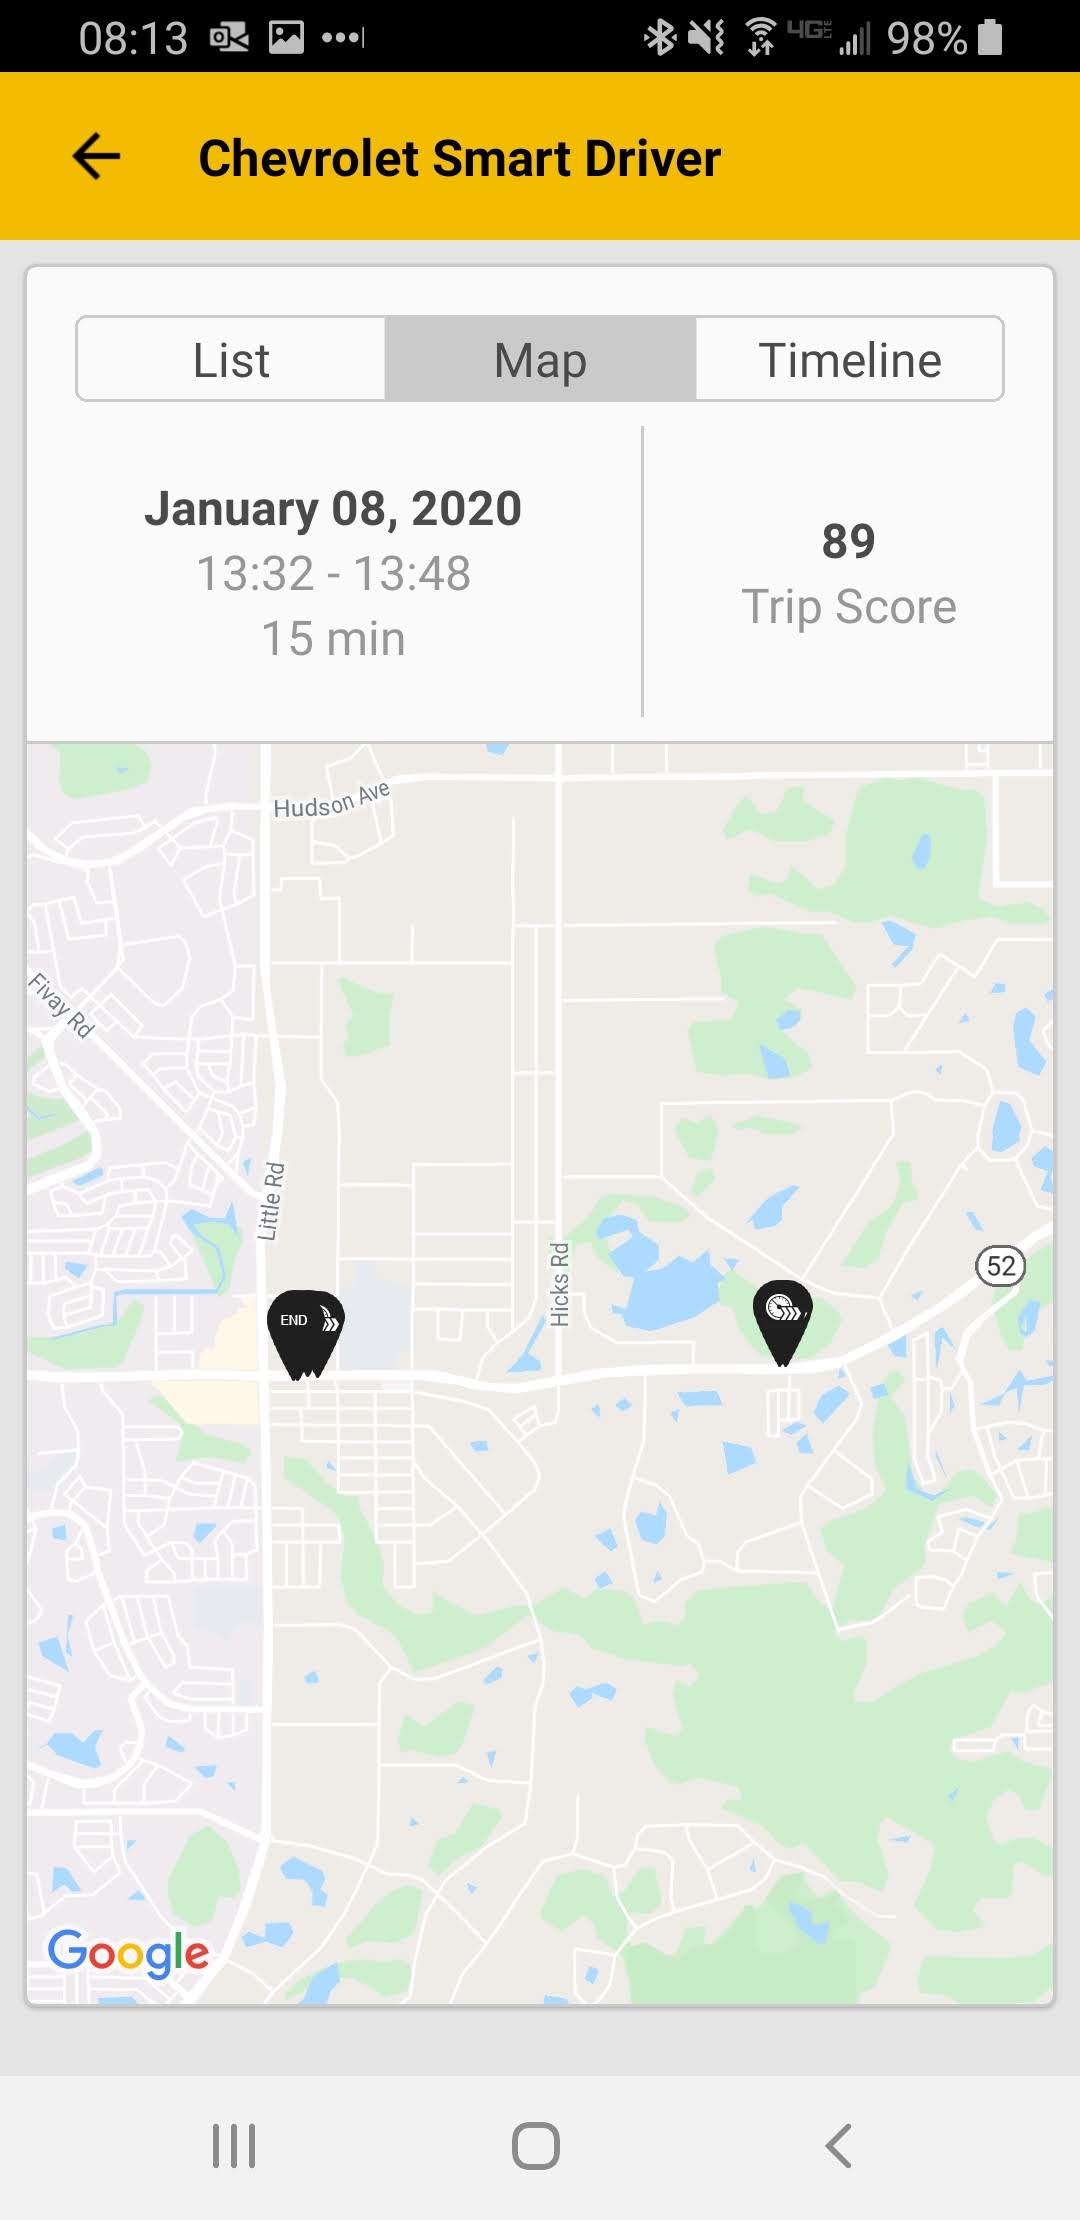 08:13
4G LTE
98%
Chevrolet Smart Driver
List
Map
Timeline
January 08, 2020
13:32 - 13:48
15 min
89
Trip Score
Hudson Ave
Fivay Rd
Little Rd
Hicks Rd
52
END
Google